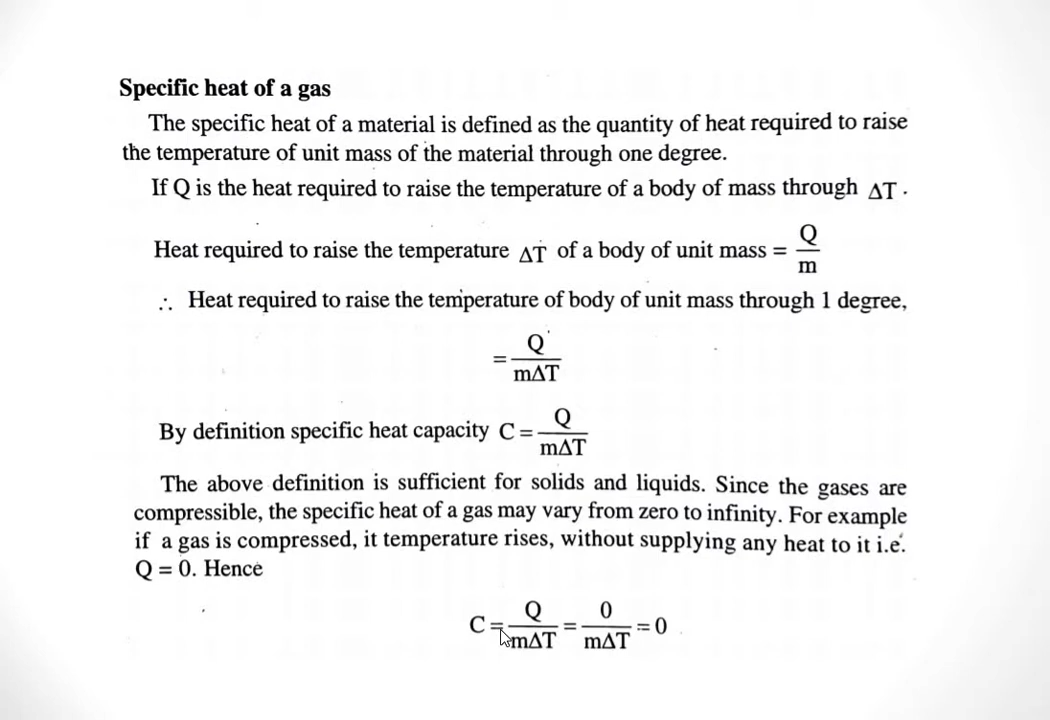 Specific heat of a gas
The specific heat of a material is defined as the quantity of heat required to raise
the temperature of unit mass of the material through one degree.
If Q is the heat required to raise the temperature of a body of mass through ΔT .
Heat required to raise the temperature ΔT of a body of unit mass = Q/m
∴ Heat required to raise the temperature of body of unit mass through 1 degree,
= Q/mΔT
By definition specific heat capacity C = Q/mΔT
The above definition is sufficient for solids and liquids. Since the gases are
compressible, the specific heat of a gas may vary from zero to infinity. For example
if a gas is compressed, it temperature rises, without supplying any heat to it i.e.
Q = 0. Hence
C = Q/mΔT = 0/mΔT = 0